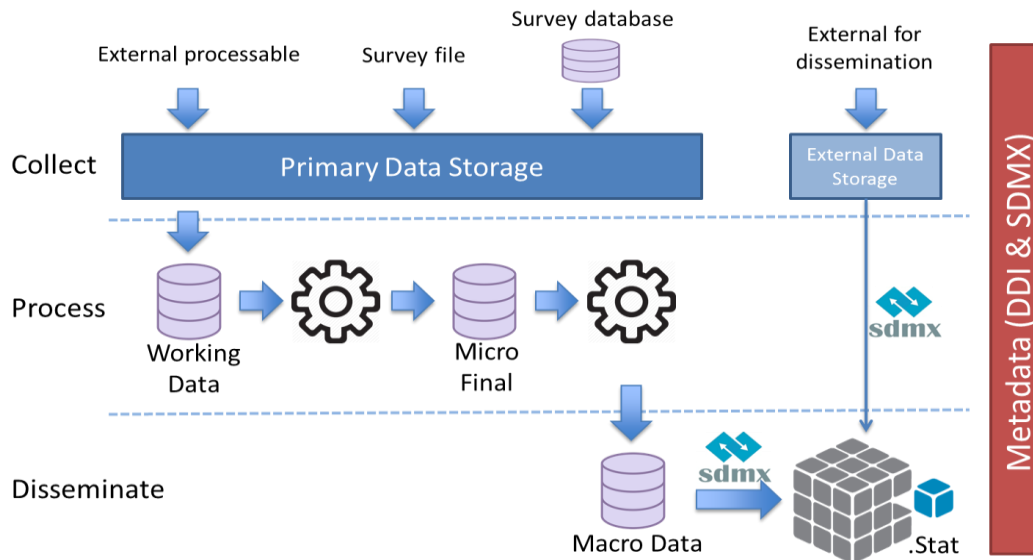 Survey database
External processable
Survey file
External for
dissemination
Collect
Primary Data Storage
External Data
Storage
Metadata (DDI & SDMX)
Process
Working
Data
Micro
Final
sdmx
Disseminate
sdmx
Macro Data
.Stat